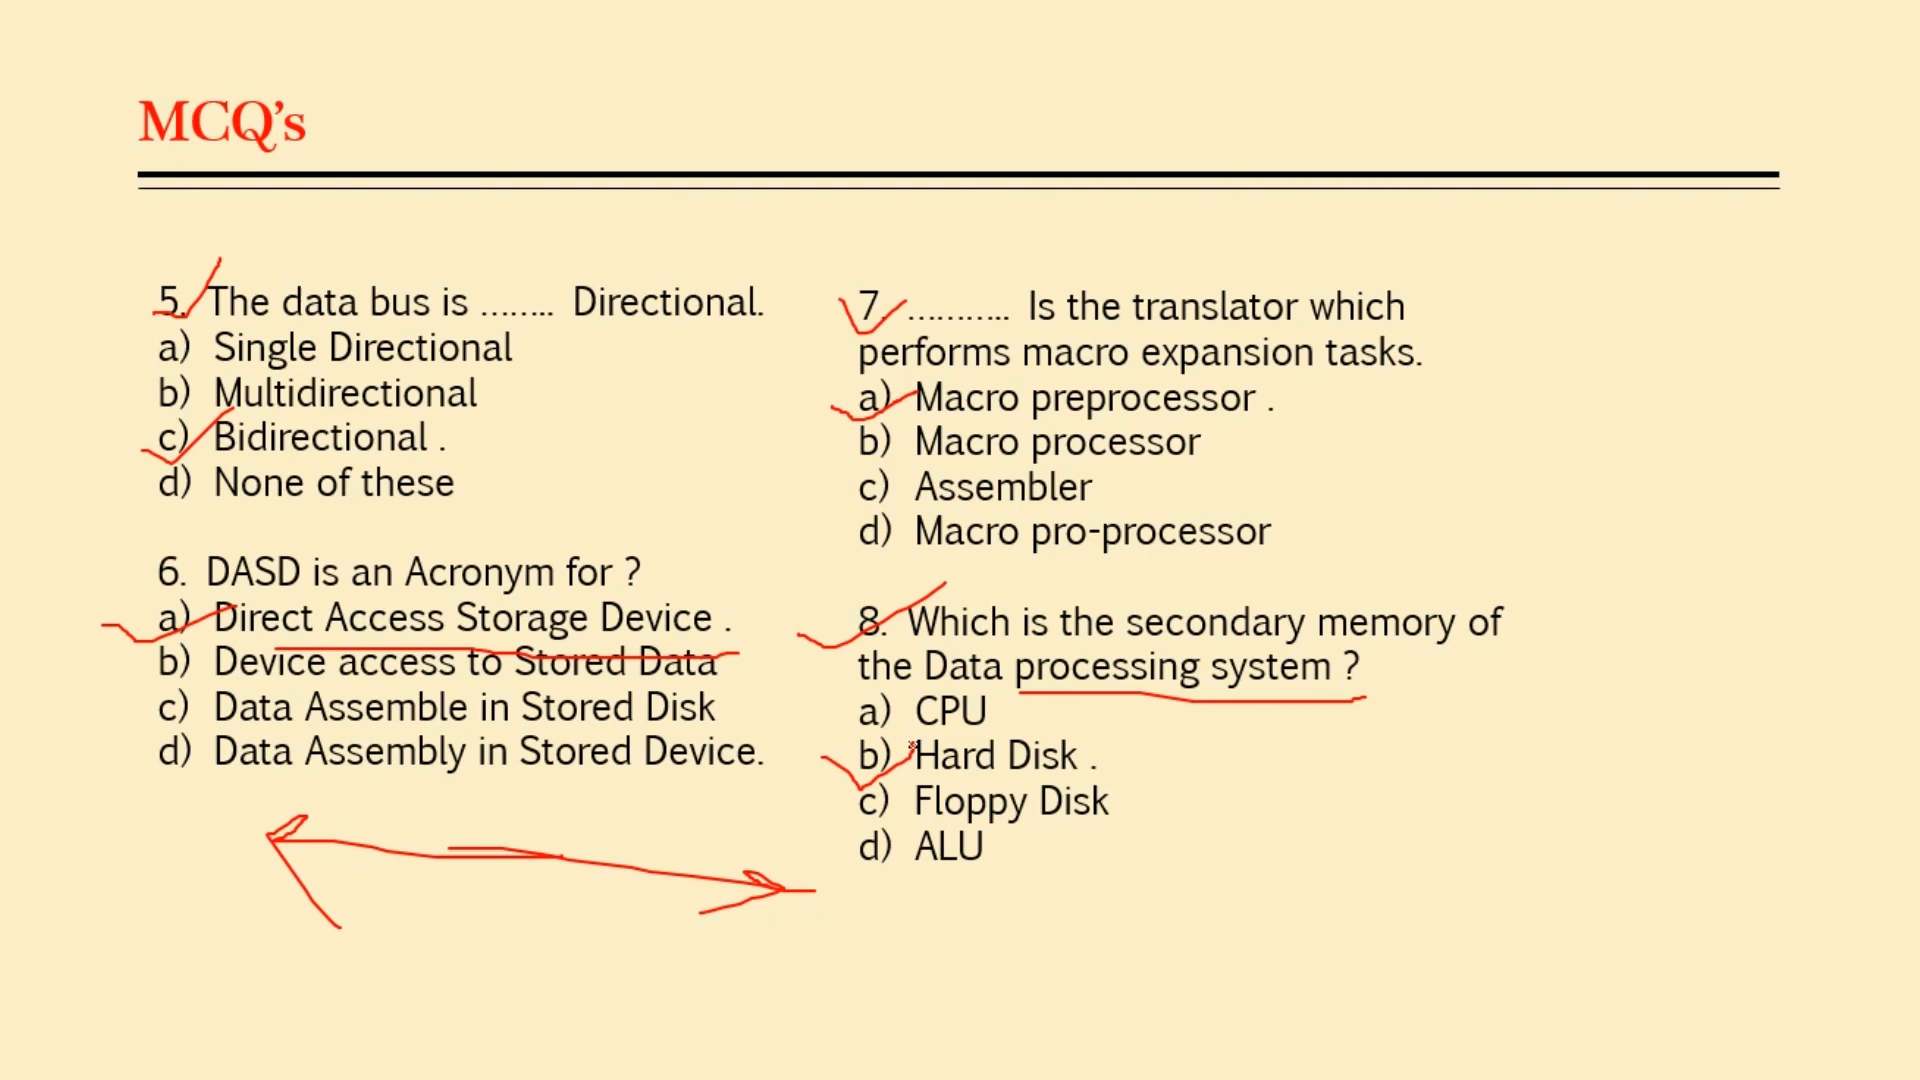 MCQ's
5. The data bus is …….. Directional.
a) Single Directional
b) Multidirectional
c) Bidirectional .
d) None of these
6. DASD is an Acronym for ?
a) Direct Access Storage Device .
b) Device access to Stored Data
c) Data Assemble in Stored Disk
d) Data Assembly in Stored Device.
7. ……….. Is the translator which
performs macro expansion tasks.
a) Macro preprocessor .
b) Macro processor
c) Assembler
d) Macro pro-processor
8. Which is the secondary memory of
the Data processing system ?
a) CPU
b) Hard Disk .
c) Floppy Disk
d) ALU